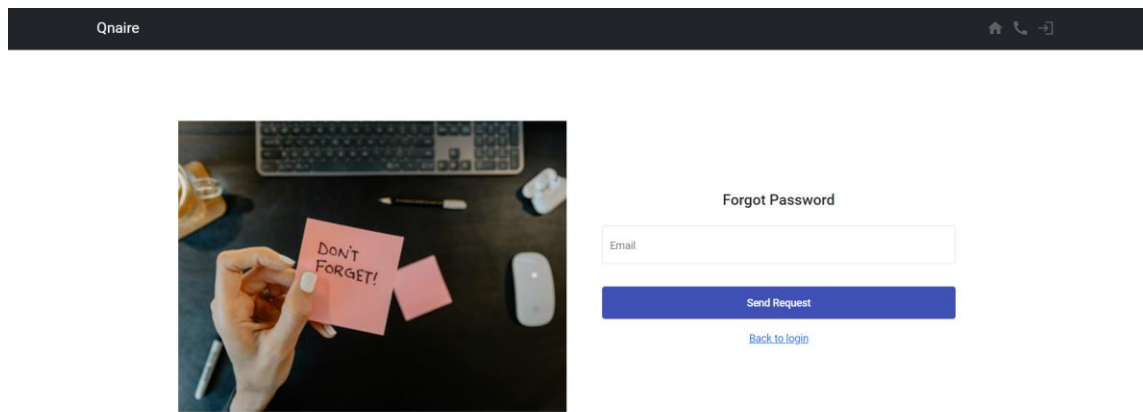 Qnaire
DON'T
FORGET!
Forgot Password
Email
Send Request
Back to login